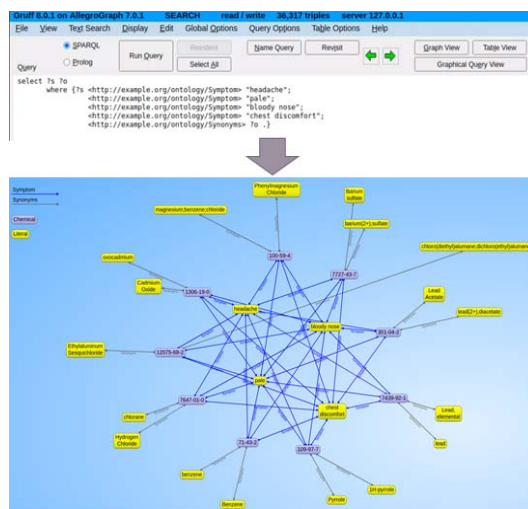 Gruff 8.0.1 on AllegroGraph 7.0.1 SEARCH read / write 36,317 triples server 127.0.0.1
File View Text Search Display Edit Global Options Query Options Table Options Help
SPARQL
Prolog
Query
Run Query
Select All
Name Query
Revisit
Graph View
Table View
Graphical Query View
select ?s ?o
where {?s <http://example.org/ontology/Symptom> "headache";
<http://example.org/ontology/Symptom> "pale";
<http://example.org/ontology/Symptom> "bloody nose";
<http://example.org/ontology/Symptom> "chest discomfort";
<http://example.org/ontology/Synonyms> ?o .}
Symptom
Synonyms
Chemical
Literal
Phenylmagnesium
Chloride
Barium
sulfate
magnesium;benzene;chloride
barium(2+);sulfate
chloro(diethyl)alumane;dichloro(ethyl)alumane
100-59-4
7727-43-7
oxocadmium
Cadmium
Oxide
1306-19-0
Lead
Acetate
headache
lead(2+);diacetate
bloody nose
301-04-2
Ethylaluminum
Sesquichloride
12075-68-2
pale
7647-01-0
7439-92-1
chest
discomfort
Lead,
elemental
chlorane
Hydrogen
Chloride
71-43-2
109-97-7
lead
benzene
1H-pyrrole
Benzene
Pyrrole